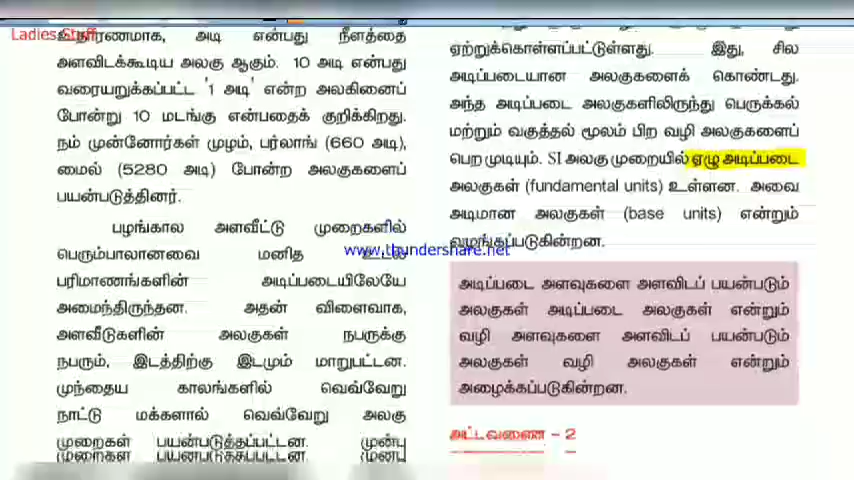 Ladies Staff
உதாரணமாக, அடி என்பது நீளத்தை
அளவிடக்கூடிய அலகு ஆகும். 10 அடி என்பது
வரையறுக்கப்பட்ட '1 அடி' என்ற அலகினைப்
போன்று 10 மடங்கு என்பதைக் குறிக்கிறது.
நம் முன்னோர்கள் முழம், பர்லாங் (660 அடி),
மைல் (5280 அடி) போன்ற அலகுகளைப்
பயன்படுத்தினர்.
பழங்கால அளவீட்டு முறைகளில்
பெரும்பாலானவை மனித உடல்
பரிமாணங்களின் அடிப்படையிலேயே
அமைந்திருந்தன. அதன் விளைவாக,
அளவீடுகளின் அலகுகள் நபருக்கு
நபரும், இடத்திற்கு இடமும் மாறுபட்டன.
முந்தைய காலங்களில் வெவ்வேறு
நாட்டு மக்களால் வெவ்வேறு அலகு
முறைகள் பயன்படுத்தப்பட்டன. முன்பு
www.thundershare.net
ஏற்றுக்கொள்ளப்பட்டுள்ளது. இது, சில
அடிப்படையான அலகுகளைக் கொண்டது.
அந்த அடிப்படை அலகுகளிலிருந்து பெருக்கல்
மற்றும் வகுத்தல் மூலம் பிற வழி அலகுகளைப்
பெற முடியும். SI அலகு முறையில் ஏழு அடிப்படை
அலகுகள் (fundamental units) உள்ளன. அவை
அடிமான அலகுகள் (base units) என்றும்
வழங்கப்படுகின்றன.
அடிப்படை அளவுகளை அளவிடப் பயன்படும்
அலகுகள் அடிப்படை அலகுகள் என்றும்
வழி அளவுகளை அளவிடப் பயன்படும்
அலகுகள் வழி அலகுகள் என்றும்
அழைக்கப்படுகின்றன.
அட்டவணை – 2